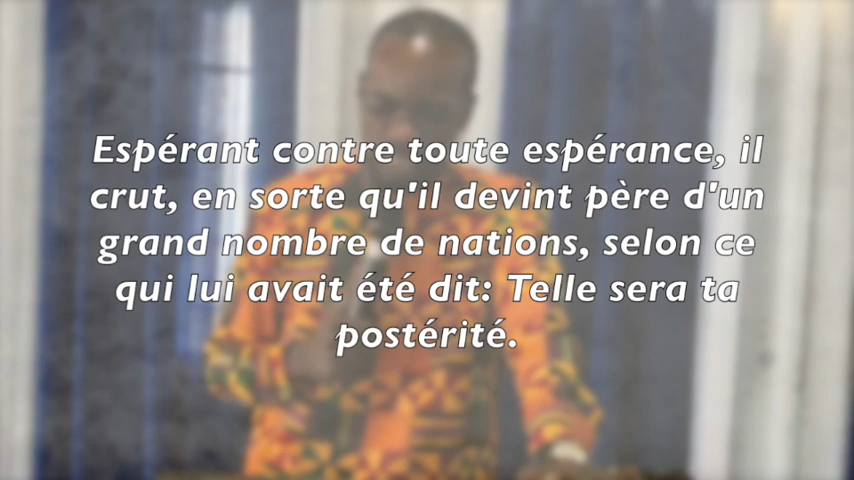 Espérant contre toute espérance, il
crut, en sorte qu'il devint père d'un
grand nombre de nations, selon ce
qui lui avait été dit: Telle sera ta
postérité.